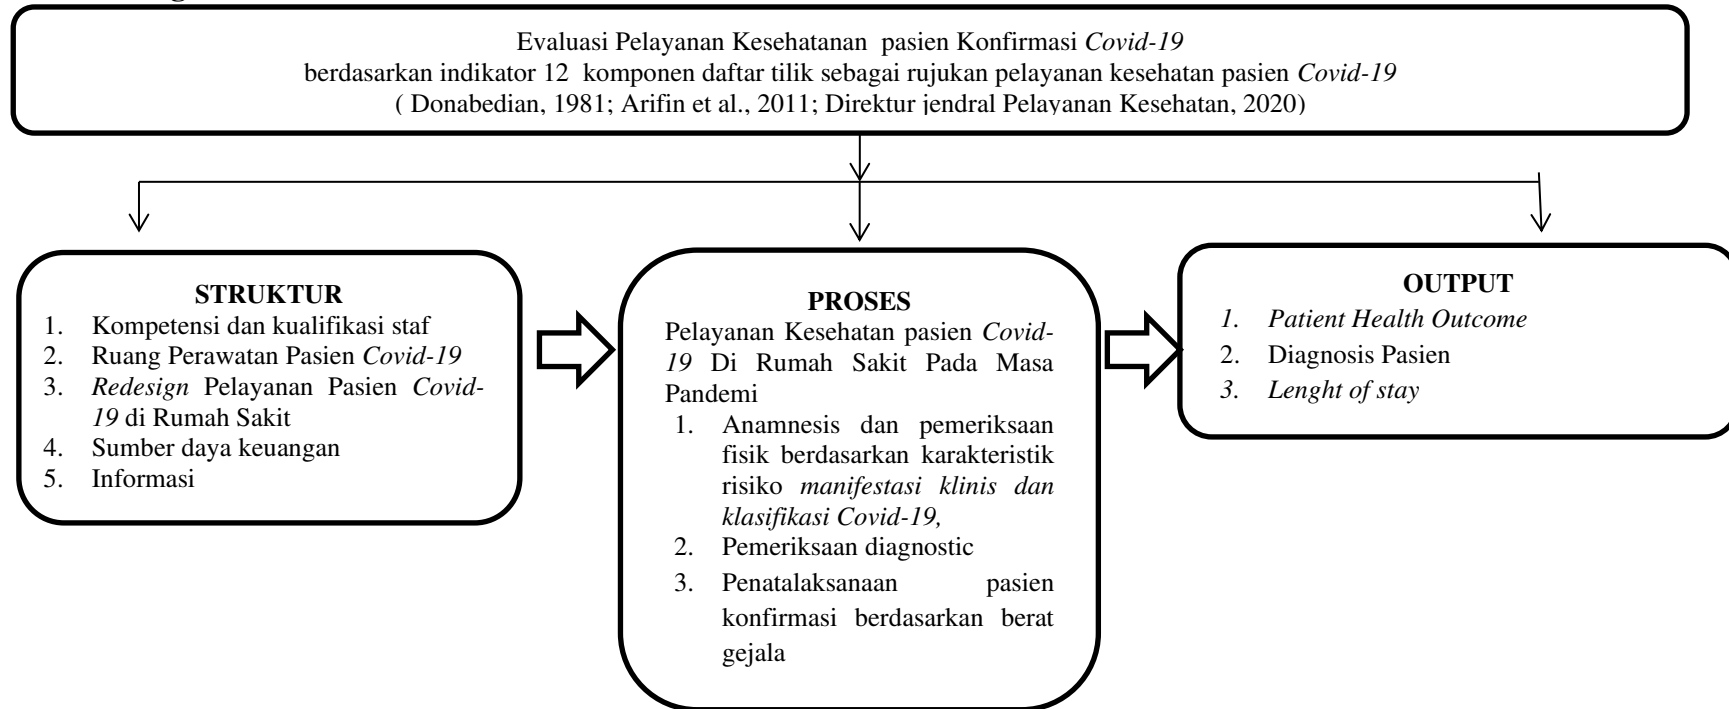 Evaluasi Pelayanan Kesehatanan pasien Konfirmasi Covid-19
berdasarkan indikator 12 komponen daftar tilik sebagai rujukan pelayanan kesehatan pasien Covid-19
( Donabedian, 1981; Arifin et al., 2011; Direktur jendral Pelayanan Kesehatan, 2020)
STRUKTUR
1. Kompetensi dan kualifikasi staf
2. Ruang Perawatan Pasien Covid-19
3. Redesign Pelayanan Pasien Covid-
19 di Rumah Sakit
4. Sumber daya keuangan
5. Informasi
PROSES
Pelayanan Kesehatan pasien Covid-
19 Di Rumah Sakit Pada Masa
Pandemi
1. Anamnesis dan pemeriksaan
fisik berdasarkan karakteristik
risiko manifestasi klinis dan
klasifikasi Covid-19,
2. Pemeriksaan diagnostic
3. Penatalaksanaan pasien
konfirmasi berdasarkan berat
gejala
OUTPUT
1. Patient Health Outcome
2. Diagnosis Pasien
3. Lenght of stay